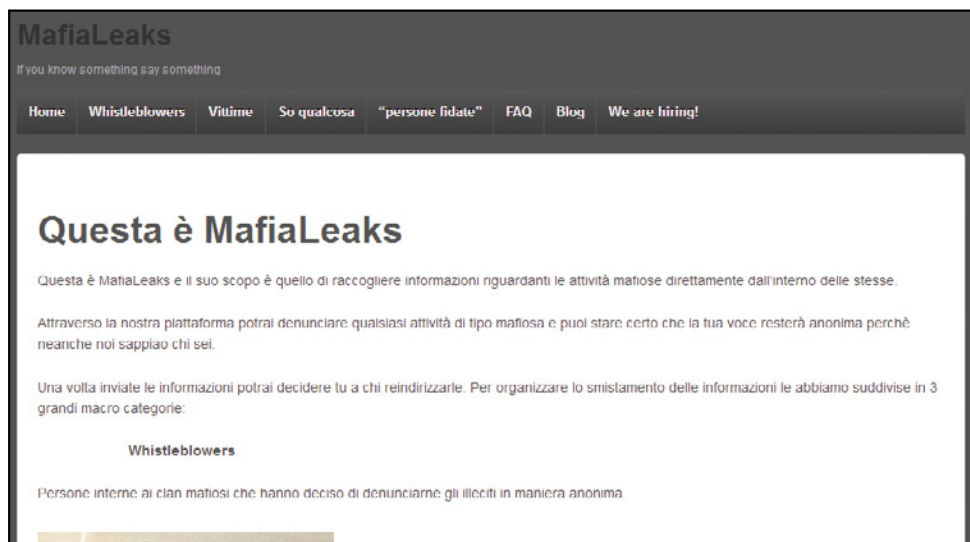 MafiaLeaks
If you know something say something
Home Whistleblowers Vittime So qualcosa "persone fidate" FAQ Blog We are hiring!
Questa è MafiaLeaks
Questa è MafiaLeaks e il suo scopo è quello di raccogliere informazioni riguardanti le attività mafiose direttamente dall'interno delle stesse.
Attraverso la nostra piattaforma potrai denunciare qualsiasi attività di tipo mafiosa e puoi stare certo che la tua voce resterà anonima perchè
neanche noi sappiao chi sei.
Una volta inviate le informazioni potrai decidere tu a chi reindirizzarle. Per organizzare lo smistamento delle informazioni le abbiamo suddivise in 3
grandi macro categorie:
Whistleblowers
Persone interne ai clan mafiosi che hanno deciso di denunciarne gli illeciti in maniera anonima.